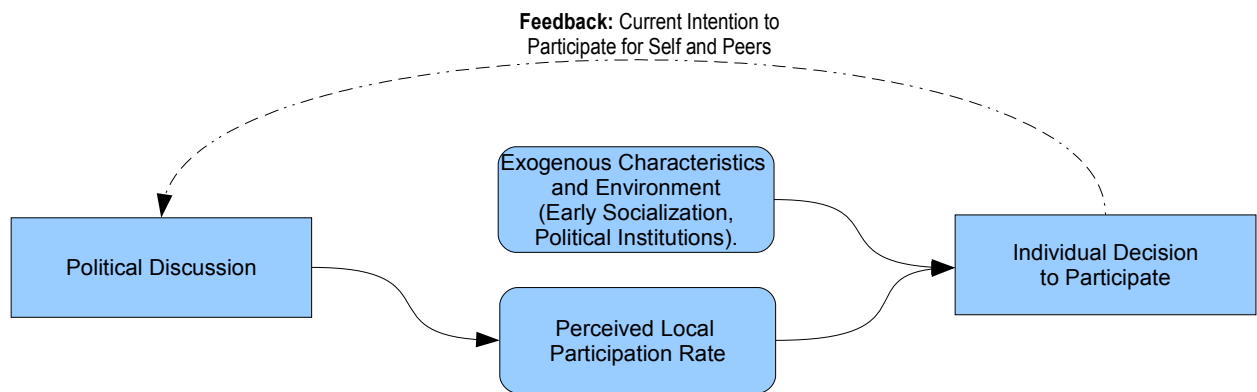 Feedback: Current Intention to
Participate for Self and Peers
Exogenous Characteristics
and Environment
(Early Socialization,
Political Institutions).
Political Discussion
Individual Decision
to Participate
Perceived Local
Participation Rate